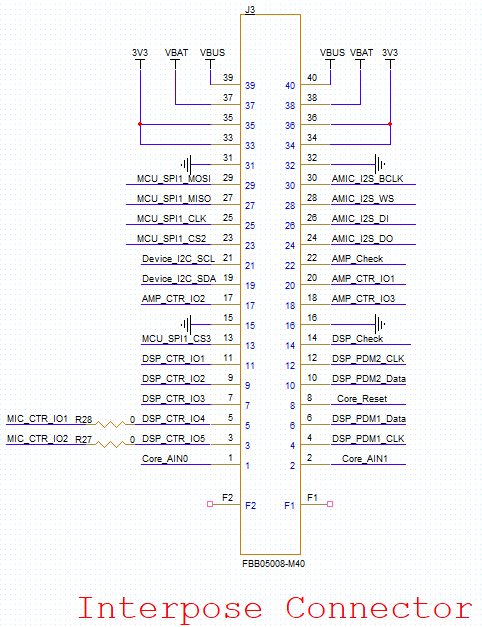 J3
3V3 VBAT VBUS VBUS VBAT 3V3
39 39 40 40
37 37 38 38
35 35 36 36
33 33 34 34
31 31 32 32
MCU_SPI1_MOSI 29 29 30 30 AMIC_I2S_BCLK
MCU_SPI1_MISO 27 27 28 28 AMIC_I2S_WS
MCU_SPI1_CLK 25 25 26 26 AMIC_I2S_DI
MCU_SPI1_CS2 23 23 24 24 AMIC_I2S_DO
Device_I2C_SCL 21 21 22 22 AMP_Check
Device_I2C_SDA 19 19 20 20 AMP_CTR_IO1
AMP_CTR_IO2 17 17 18 18 AMP_CTR_IO3
15 15 16 16
MCU_SPI1_CS3 13 13 14 14 DSP_Check
DSP_CTR_IO1 11 11 12 12 DSP_PDM2_CLK
DSP_CTR_IO2 9 9 10 10 DSP_PDM2_Data
DSP_CTR_IO3 7 7 8 8 Core_Reset
MIC_CTR_IO1 R28 0 DSP_CTR_IO4 5 5 6 6 DSP_PDM1_Data
MIC_CTR_IO2 R27 0 DSP_CTR_IO5 3 3 4 4 DSP_PDM1_CLK
Core_AIN0 1 1 2 2 Core_AIN1
F2 F2 F1 F1
FBB05008-M40
Interpose Connector